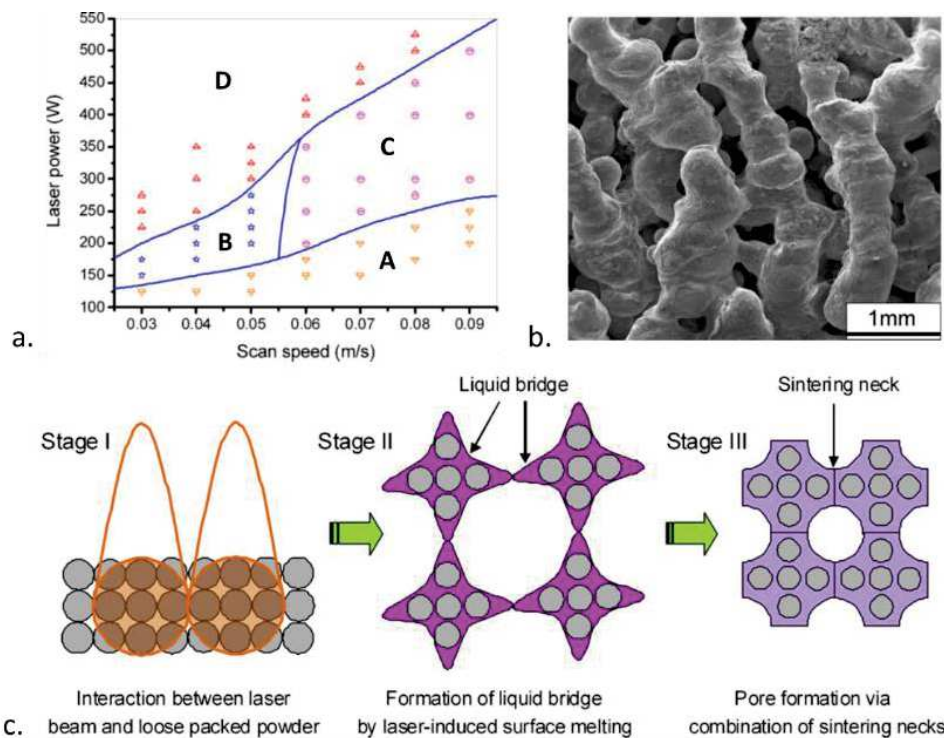 a.
550
500
450
400
350
300
250
200
150
100
Laser power (W)
D
C
B
A
0.03 0.04 0.05 0.06 0.07 0.08 0.09
Scan speed (m/s)
b.
1mm
c.
Stage I
Liquid bridge
Stage II
Sintering neck
Stage III
Interaction between laser
beam and loose packed powder
Formation of liquid bridge
by laser-induced surface melting
Pore formation via
combination of sintering necks